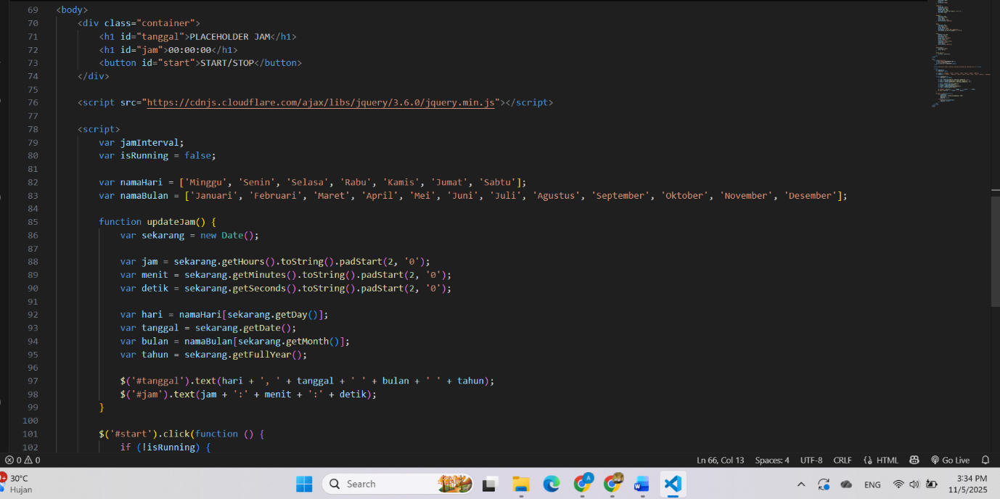 69 <body>
70 <div class="container">
71 <h1 id="tanggal">PLACEHOLDER JAM</h1>
72 <h1 id="jam">00:00:00</h1>
73 <button id="start">START/STOP</button>
74 </div>
75
76 <script src="https://cdnjs.cloudflare.com/ajax/libs/jquery/3.6.0/jquery.min.js"></script>
77
78 <script>
79 var jamInterval;
80 var isRunning = false;
81
82 var namaHari = ['Minggu', 'Senin', 'Selasa', 'Rabu', 'Kamis', 'Jumat', 'Sabtu'];
83 var namaBulan = ['Januari', 'Februari', 'Maret', 'April', 'Mei', 'Juni', 'Juli', 'Agustus', 'September', 'Oktober', 'November', 'Desember'];
84
85 function updateJam() {
86 var sekarang = new Date();
87
88 var jam = sekarang.getHours().toString().padStart(2, '0');
89 var menit = sekarang.getMinutes().toString().padStart(2, '0');
90 var detik = sekarang.getSeconds().toString().padStart(2, '0');
91
92 var hari = namaHari[sekarang.getDay()];
93 var tanggal = sekarang.getDate();
94 var bulan = namaBulan[sekarang.getMonth()];
95 var tahun = sekarang.getFullYear();
96
97 $('#tanggal').text(hari + ', ' + tanggal + ' ' + bulan + ' ' + tahun);
98 $('#jam').text(jam + ':' + menit + ':' + detik);
99 }
100
101 $('#start').click(function () {
102 if (!isRunning) {
0 0 Ln 66, Col 13 Spaces: 4 UTF-8 CRLF HTML Go Live
30°C
Hujan
Search
ENG
3:34 PM
11/5/2025